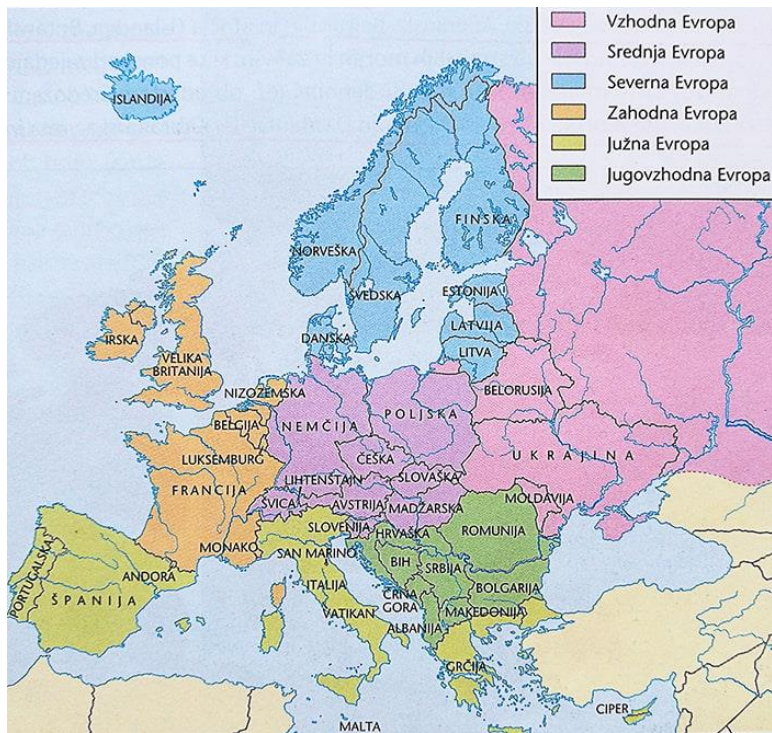 Vzhodna Evropa
Srednja Evropa
Severna Evropa
Zahodna Evropa
Južna Evropa
Jugovzhodna Evropa
ISLANDIJA
FINSKA
NORVEŠKA
ŠVEDSKA
ESTONIJA
LATVIJA
LITVA
DANSKA
IRSKA
VELIKA
BRITANIJA
NIZOZEMSKA
BELORUSIJA
POLJSKA
NEMČIJA
BELGIJA
LUKSEMBURG
ČEŠKA
UKRAJINA
SLOVAŠKA
LIHTENŠTAJN
FRANCIJA
ŠVICA
AVSTRIJA
MADŽARSKA
MOLDAVIJA
SLOVENIJA
HRVAŠKA
ROMUNIJA
MONAKO
SAN MARINO
BIH
SRBIJA
ANDORA
ITALIJA
BOLGARIJA
PORTUGALSKA
ŠPANIJA
ČRNA
GORA
VATIKAN
MAKEDONIJA
ALBANIJA
GRČIJA
CIPER
MALTA